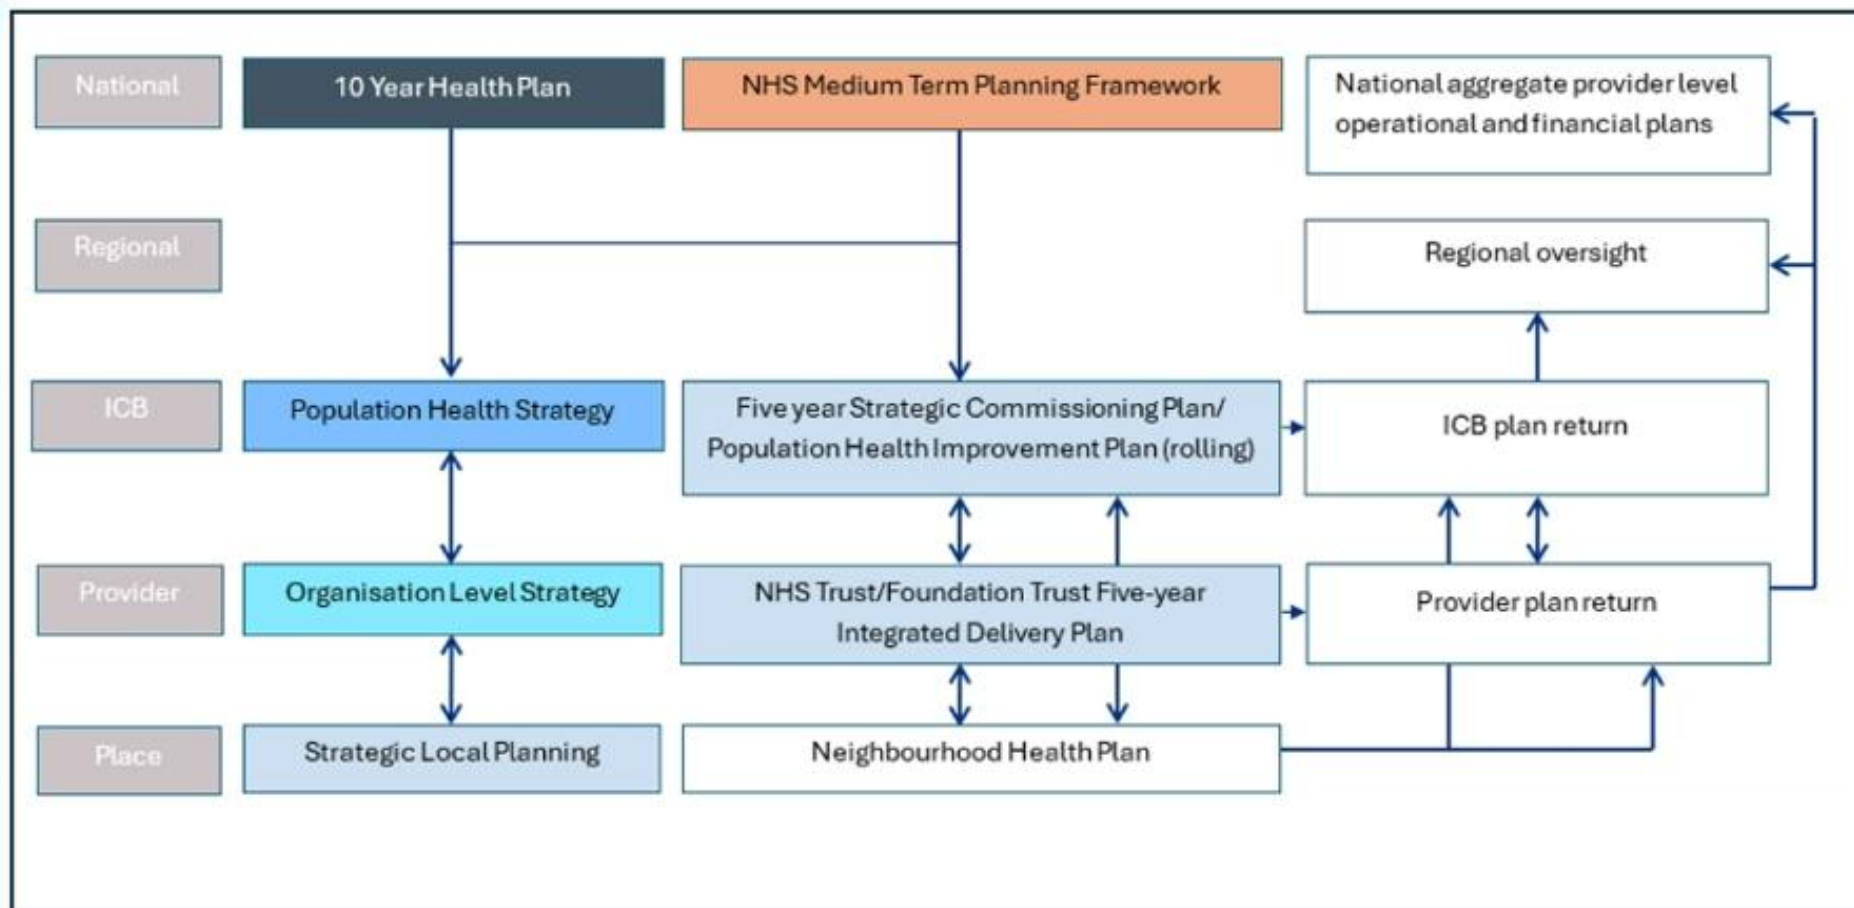 National
10 Year Health Plan
NHS Medium Term Planning Framework
National aggregate provider level
operational and financial plans
Regional
Regional oversight
ICB
Population Health Strategy
Five year Strategic Commissioning Plan/
Population Health Improvement Plan (rolling)
ICB plan return
Provider
Organisation Level Strategy
NHS Trust/Foundation Trust Five-year
Integrated Delivery Plan
Provider plan return
Place
Strategic Local Planning
Neighbourhood Health Plan